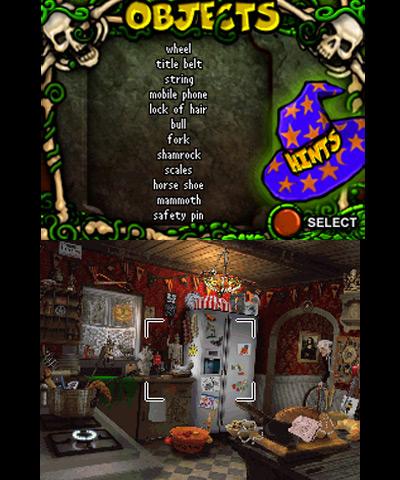 OBJECTS
wheel
title belt
string
mobile phone
lock of hair
bull
fork
shamrock
scales
horse shoe
mammoth
safety pin
HINTS
SELECT